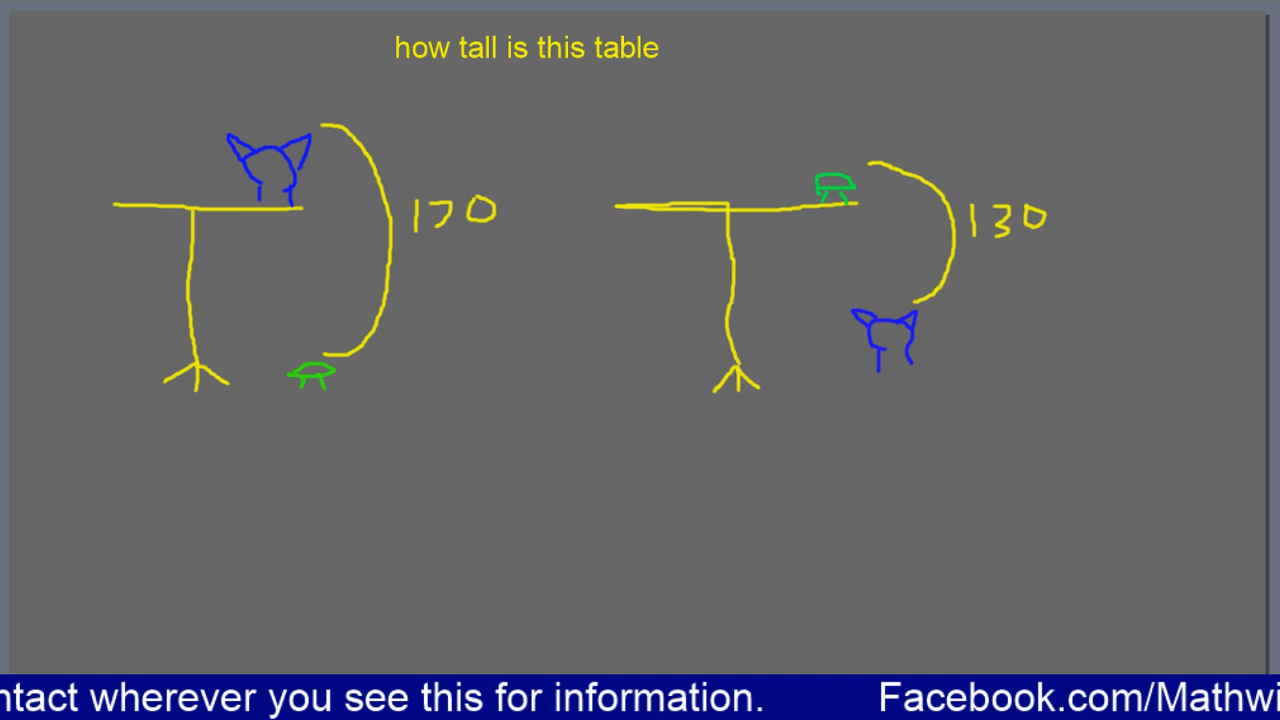 how tall is this table
170
130
ntact wherever you see this for information. Facebook.com/Mathwi